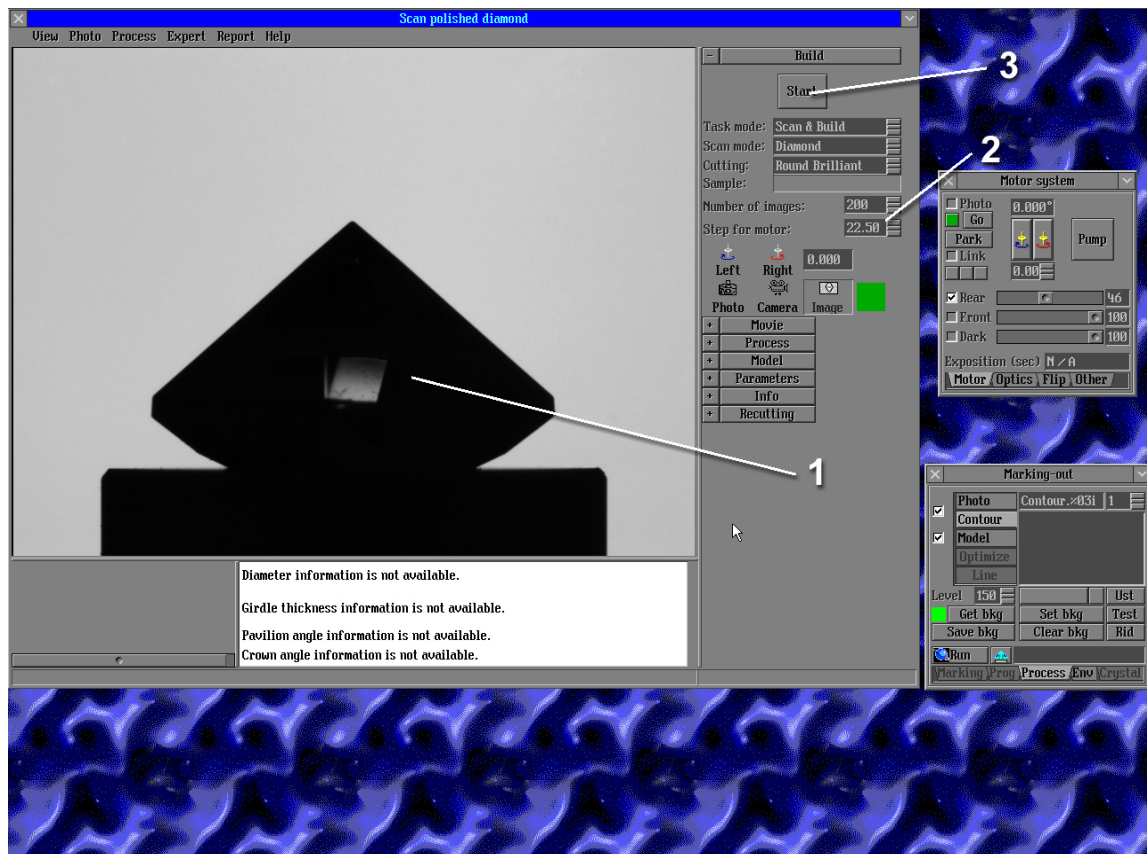 Scan polished diamond
View Photo Process Expert Report Help
- Build
3
Start
Task mode: Scan & Build
Scan mode: Diamond
Cutting: Round Brilliant
Sample:
2
Number of images: 200
Step for motor: 22.50
Left Right 0.000
Photo Camera Image
+ Movie
+ Process
+ Model
+ Parameters
+ Info
+ Recutting
1
Diameter information is not available.
Girdle thickness information is not available.
Pavilion angle information is not available.
Crown angle information is not available.
Motor system
Photo 0.000°
Go
Park Pump
Link 0.00
Rear 46
Front 100
Dark 100
Exposition (sec) N/A
Motor Optics Flip Other
Marking-out
Photo Contour.%03i 1
Contour
Model
Optimize
Line
Level 150 Ust
Get bkg Set bkg Test
Save bkg Clear bkg Rid
Run
Marking Prog Process Env Crystal